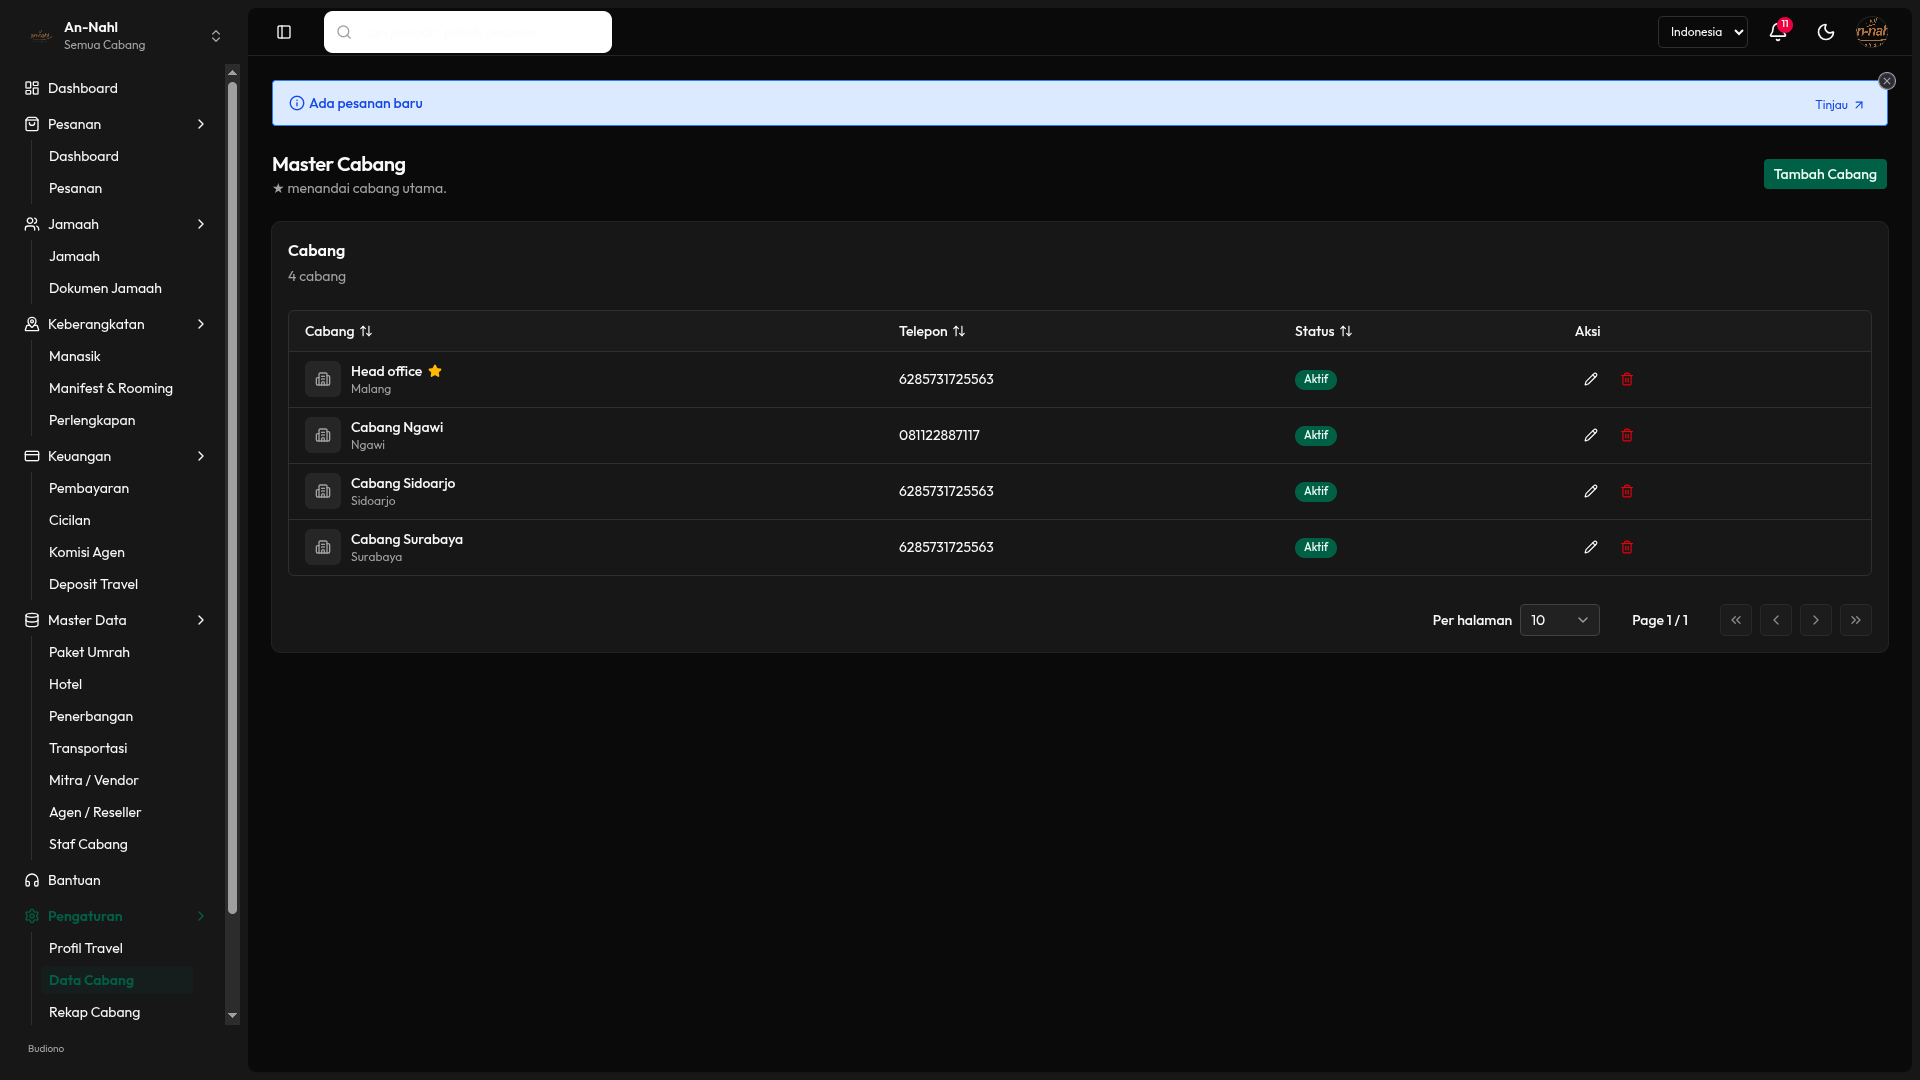 An-Nahl
Semua Cabang
Dashboard
Pesanan
Dashboard
Pesanan
Jamaah
Jamaah
Dokumen Jamaah
Keberangkatan
Manasik
Manifest & Rooming
Perlengkapan
Keuangan
Pembayaran
Cicilan
Komisi Agen
Deposit Travel
Master Data
Paket Umrah
Hotel
Penerbangan
Transportasi
Mitra / Vendor
Agen / Reseller
Staf Cabang
Bantuan
Pengaturan
Profil Travel
Data Cabang
Rekap Cabang
Budiono
Indonesia
11
Ada pesanan baru
Tinjau
Master Cabang
★ menandai cabang utama.
Tambah Cabang
Cabang
4 cabang
Cabang Telepon Status Aksi
Head office 6285731725563 Aktif
Malang
Cabang Ngawi 081122887117 Aktif
Ngawi
Cabang Sidoarjo 6285731725563 Aktif
Sidoarjo
Cabang Surabaya 6285731725563 Aktif
Surabaya
Per halaman 10 Page 1 / 1